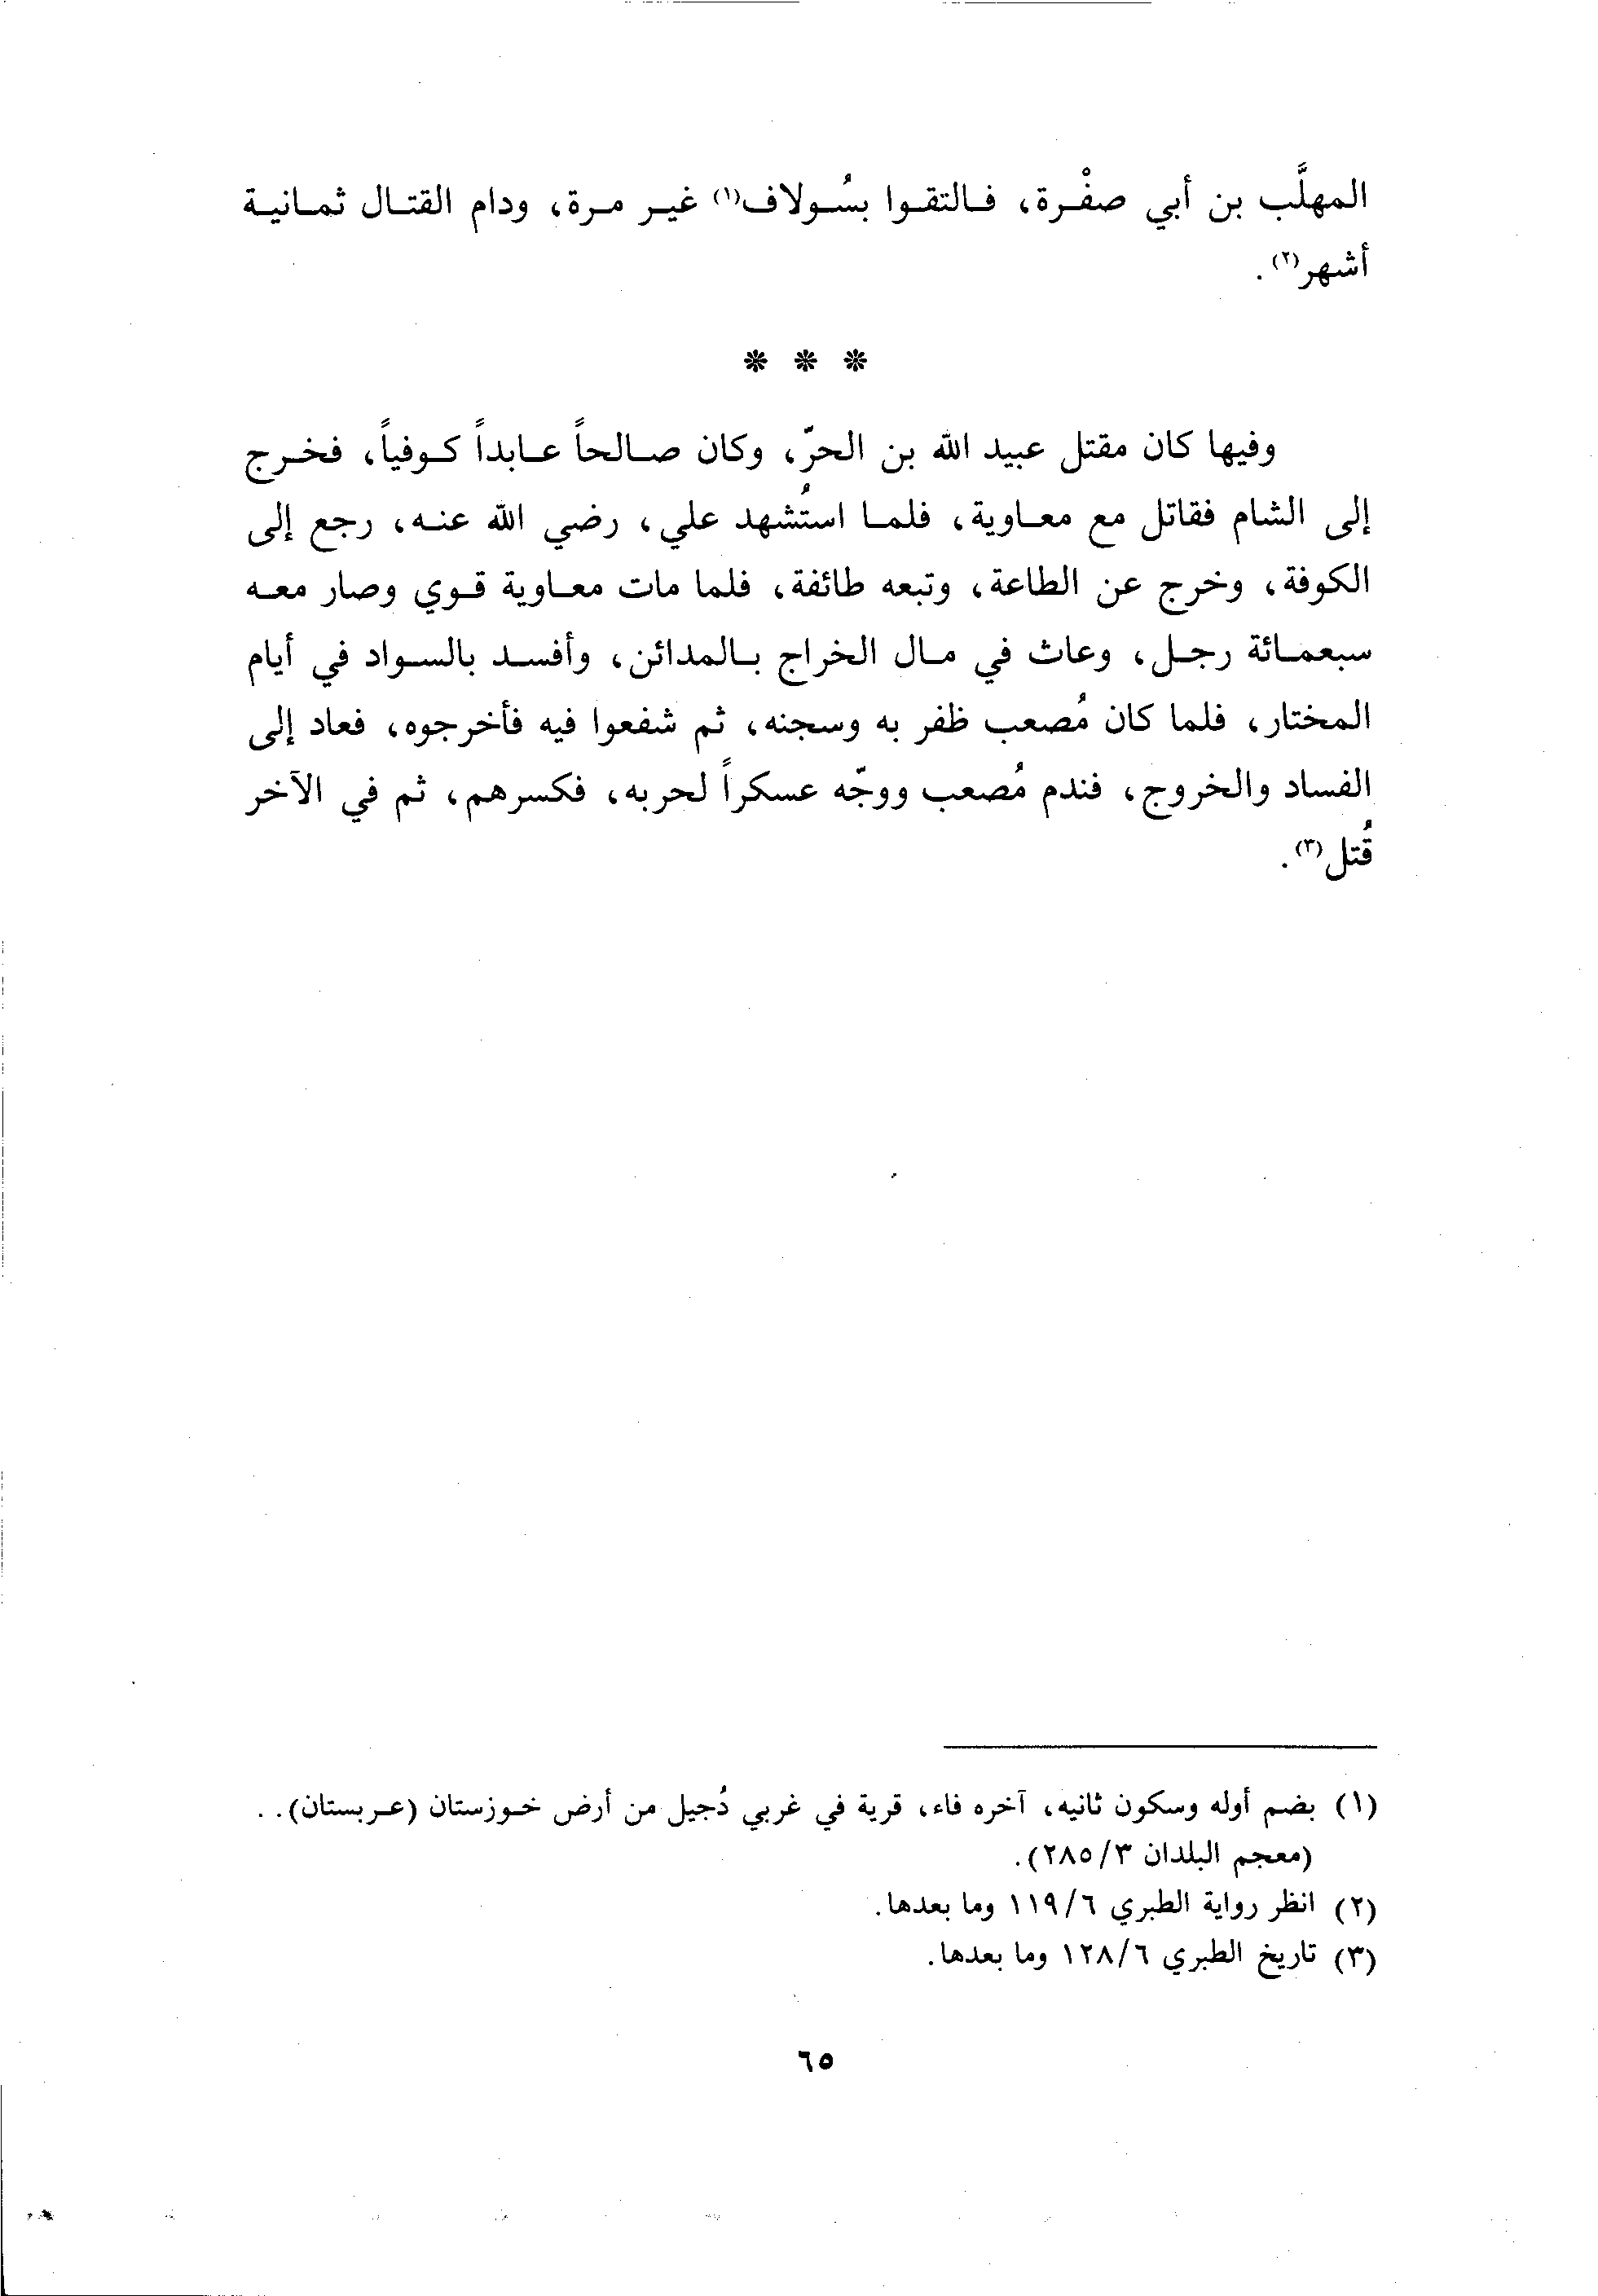 المهلَّب بن أبي صفْرة، فالتقوا بسُولاف(١) غير مرة، ودام القتال ثمانية
أشهر(٢).
* * *
وفيها كان مقتل عبيد الله بن الحرّ، وكان صالحاً عابداً كوفياً، فخرج
إلى الشام فقاتل مع معاوية، فلما استُشهد علي، رضي الله عنه، رجع إلى
الكوفة، وخرج عن الطاعة، وتبعه طائفة، فلما مات معاوية قوي وصار معه
سبعمائة رجل، وعاث في مال الخراج بالمدائن، وأفسد بالسواد في أيام
المختار، فلما كان مُصعب ظفر به وسجنه، ثم شفعوا فيه فأخرجوه، فعاد إلى
الفساد والخروج، فندم مُصعب ووجّه عسكراً لحربه، فكسرهم، ثم في الآخر
قُتل(٣).
(١) بضم أوله وسكون ثانيه، آخره فاء، قرية في غربي دُجيل من أرض خوزستان (عربستان)..
(معجم البلدان ٢٨٥/٣).
(٢) انظر رواية الطبري ١١٩/٦ وما بعدها.
(٣) تاريخ الطبري ١٢٨/٦ وما بعدها.
٦٥